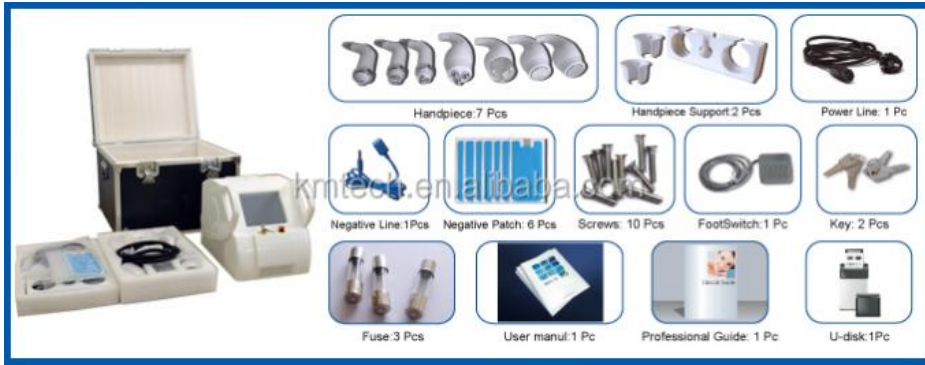 Handpiece:7 Pcs
Handpiece Support:2 Pcs
Power Line: 1 Pc
kmtech.en.alibaba.com
Negative Line:1Pcs
Negative Patch: 6 Pcs
Screws: 10 Pcs
FootSwitch:1 Pc
Key: 2 Pcs
Fuse:3 Pcs
User manul:1 Pc
Professional Guide: 1 Pc
U-disk:1Pc